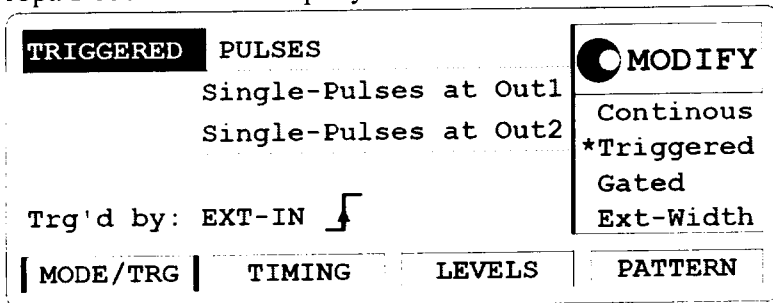 TRIGGERED PULSES
Single-Pulses at Out1
Single-Pulses at Out2
Trg'd by: EXT-IN
MODIFY
Continous
*Triggered
Gated
Ext-Width
MODE/TRG TIMING LEVELS PATTERN